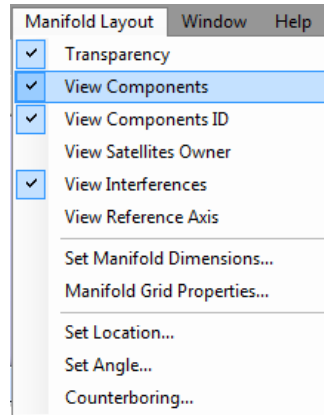 Manifold Layout Window Help
Transparency
View Components
View Components ID
View Satellites Owner
View Interferences
View Reference Axis
Set Manifold Dimensions...
Manifold Grid Properties...
Set Location...
Set Angle...
Counterboring...